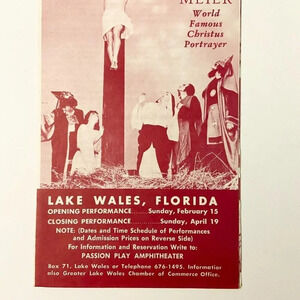 MEIER
World
Famous
Christus
Portrayer
LAKE WALES, FLORIDA
OPENING PERFORMANCE........Sunday, February 15
CLOSING PERFORMANCE............Sunday, April 19
NOTE: (Dates and Time Schedule of Performances
and Admission Prices on Reverse Side)
For Information and Reservation Write to:
PASSION PLAY AMPHITHEATER
Box 71, Lake Wales or Telephone 676-1495. Information
also Greater Lake Wales Chamber of Commerce Office.